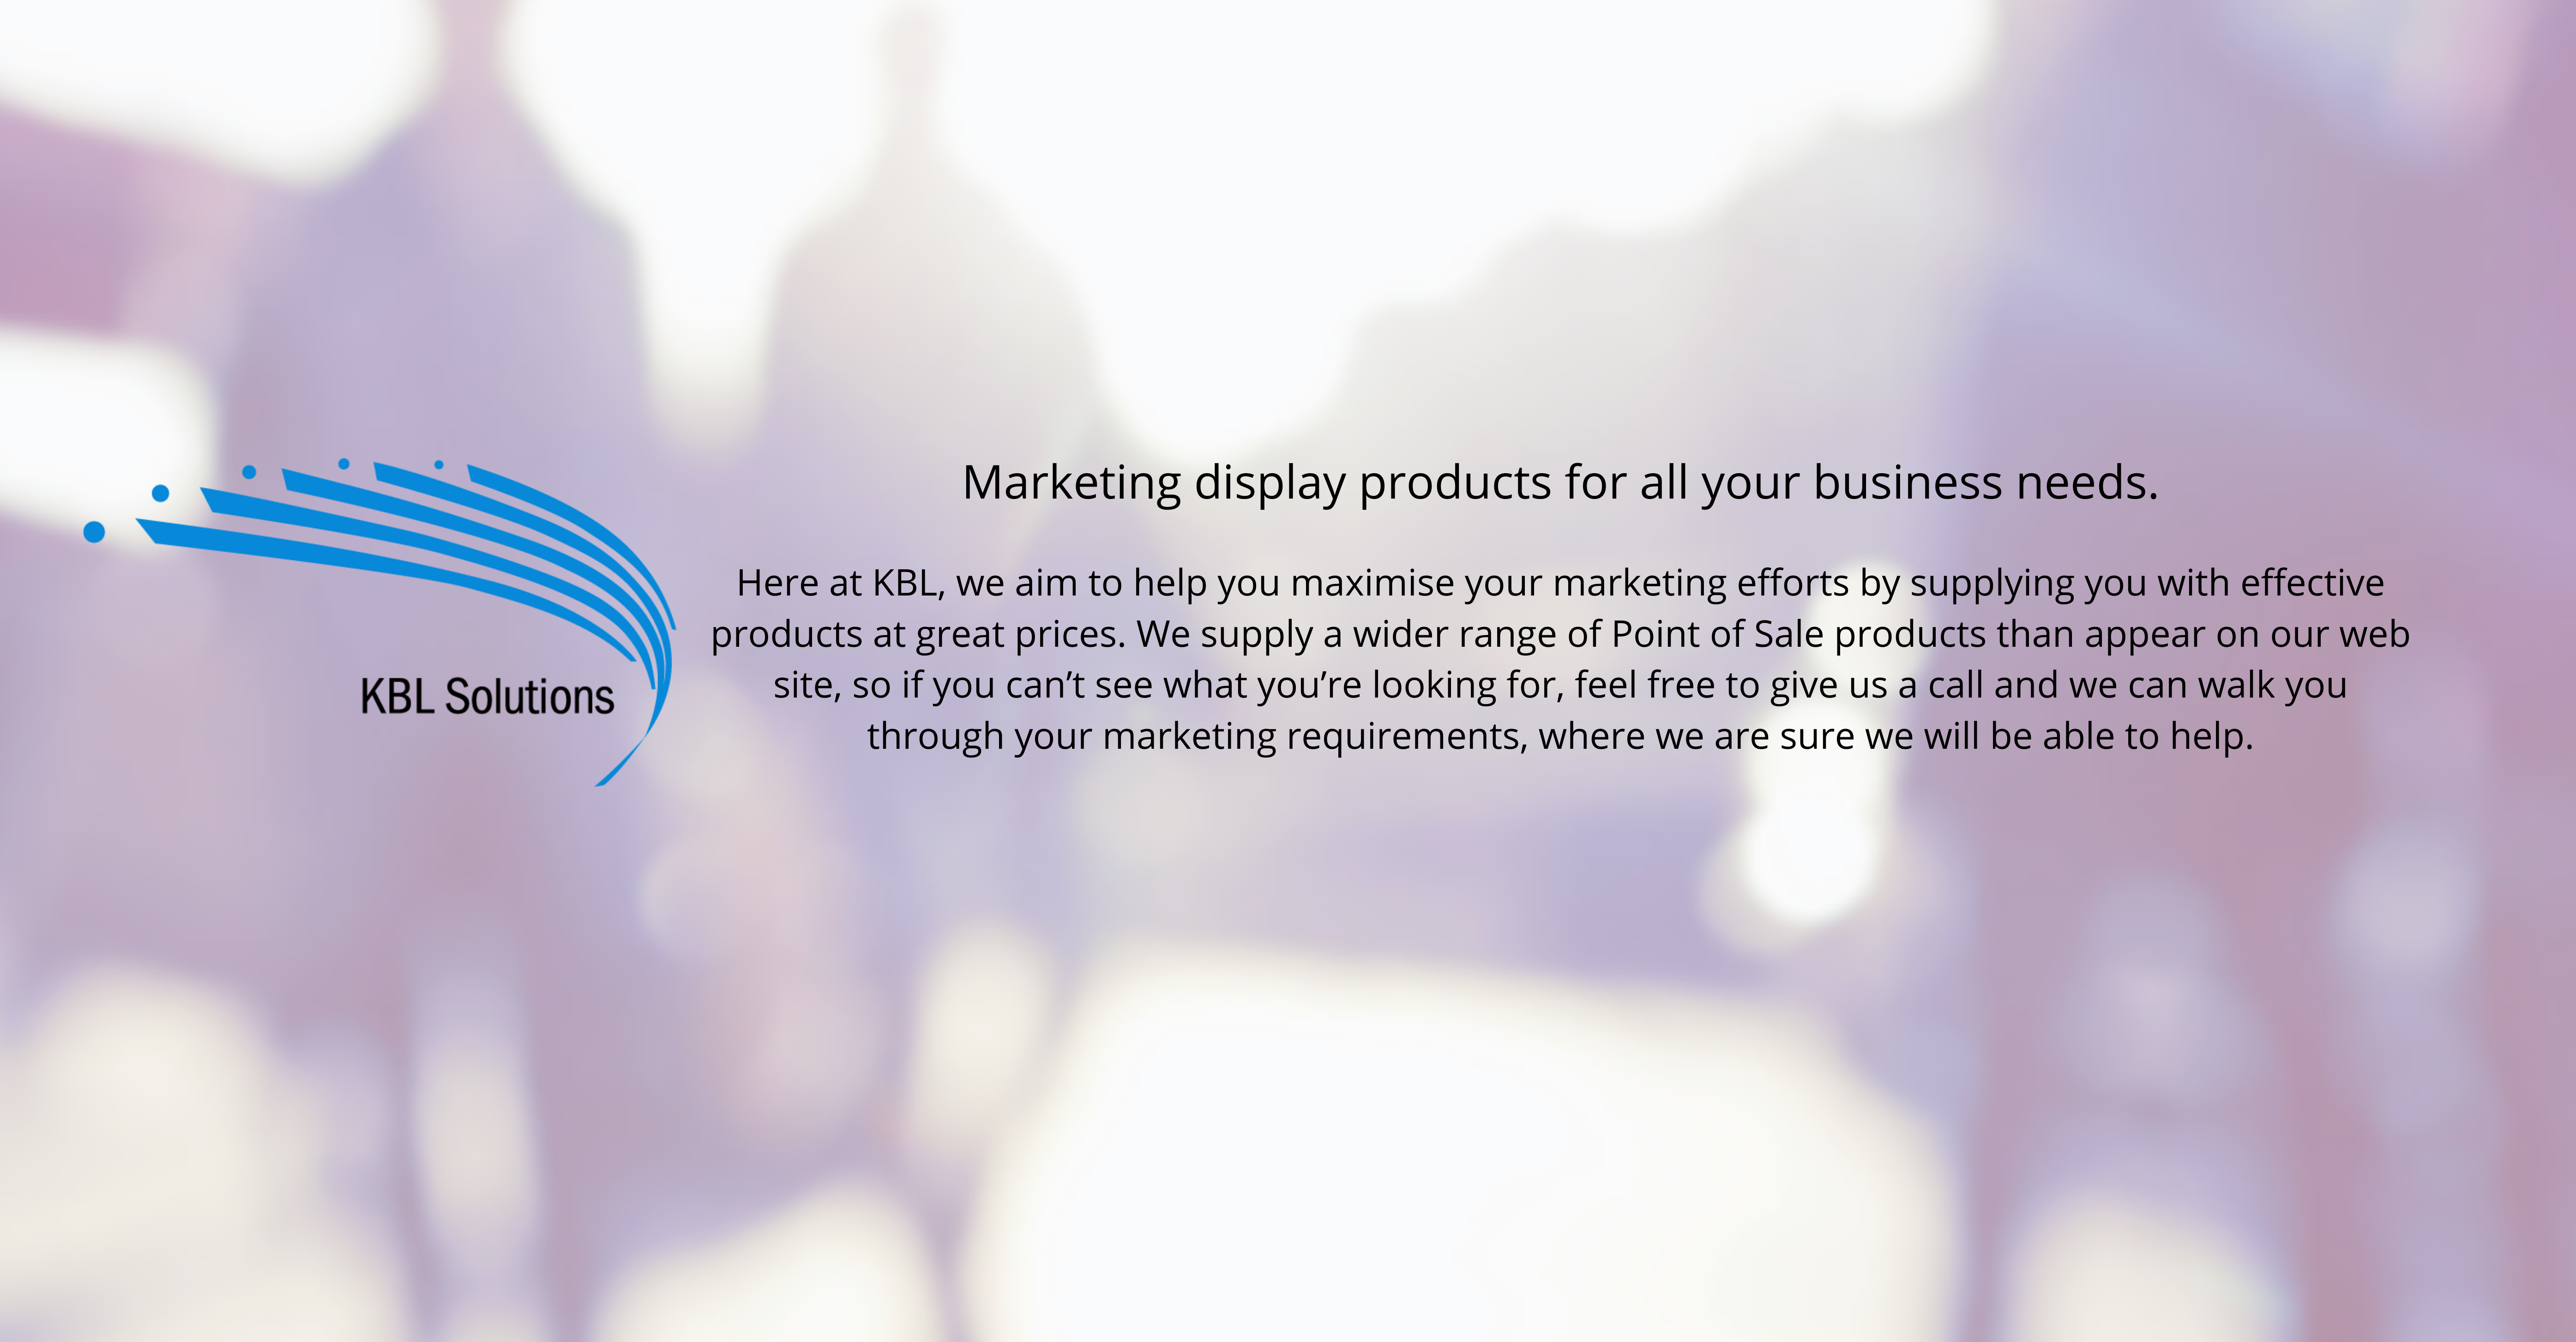 Marketing display products for all your business needs.
Here at KBL, we aim to help you maximise your marketing efforts by supplying you with effective
products at great prices. We supply a wider range of Point of Sale products than appear on our web
site, so if you can’t see what you’re looking for, feel free to give us a call and we can walk you
through your marketing requirements, where we are sure we will be able to help.
KBL Solutions